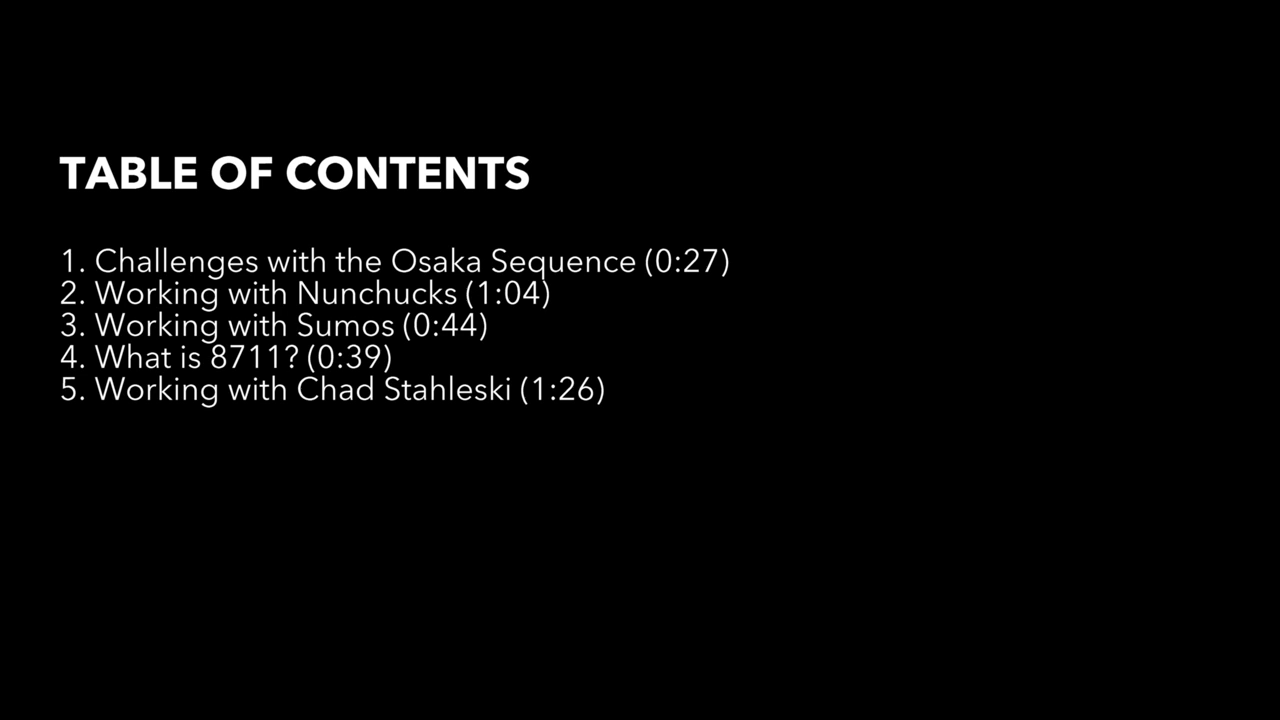 TABLE OF CONTENTS
1. Challenges with the Osaka Sequence (0:27)
2. Working with Nunchucks (1:04)
3. Working with Sumos (0:44)
4. What is 8711? (0:39)
5. Working with Chad Stahleski (1:26)